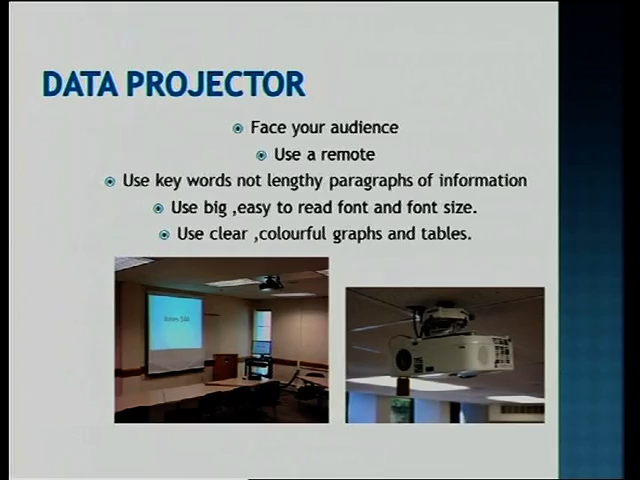 DATA PROJECTOR
Face your audience
Use a remote
Use key words not lengthy paragraphs of information
Use big ,easy to read font and font size.
Use clear ,colourful graphs and tables.